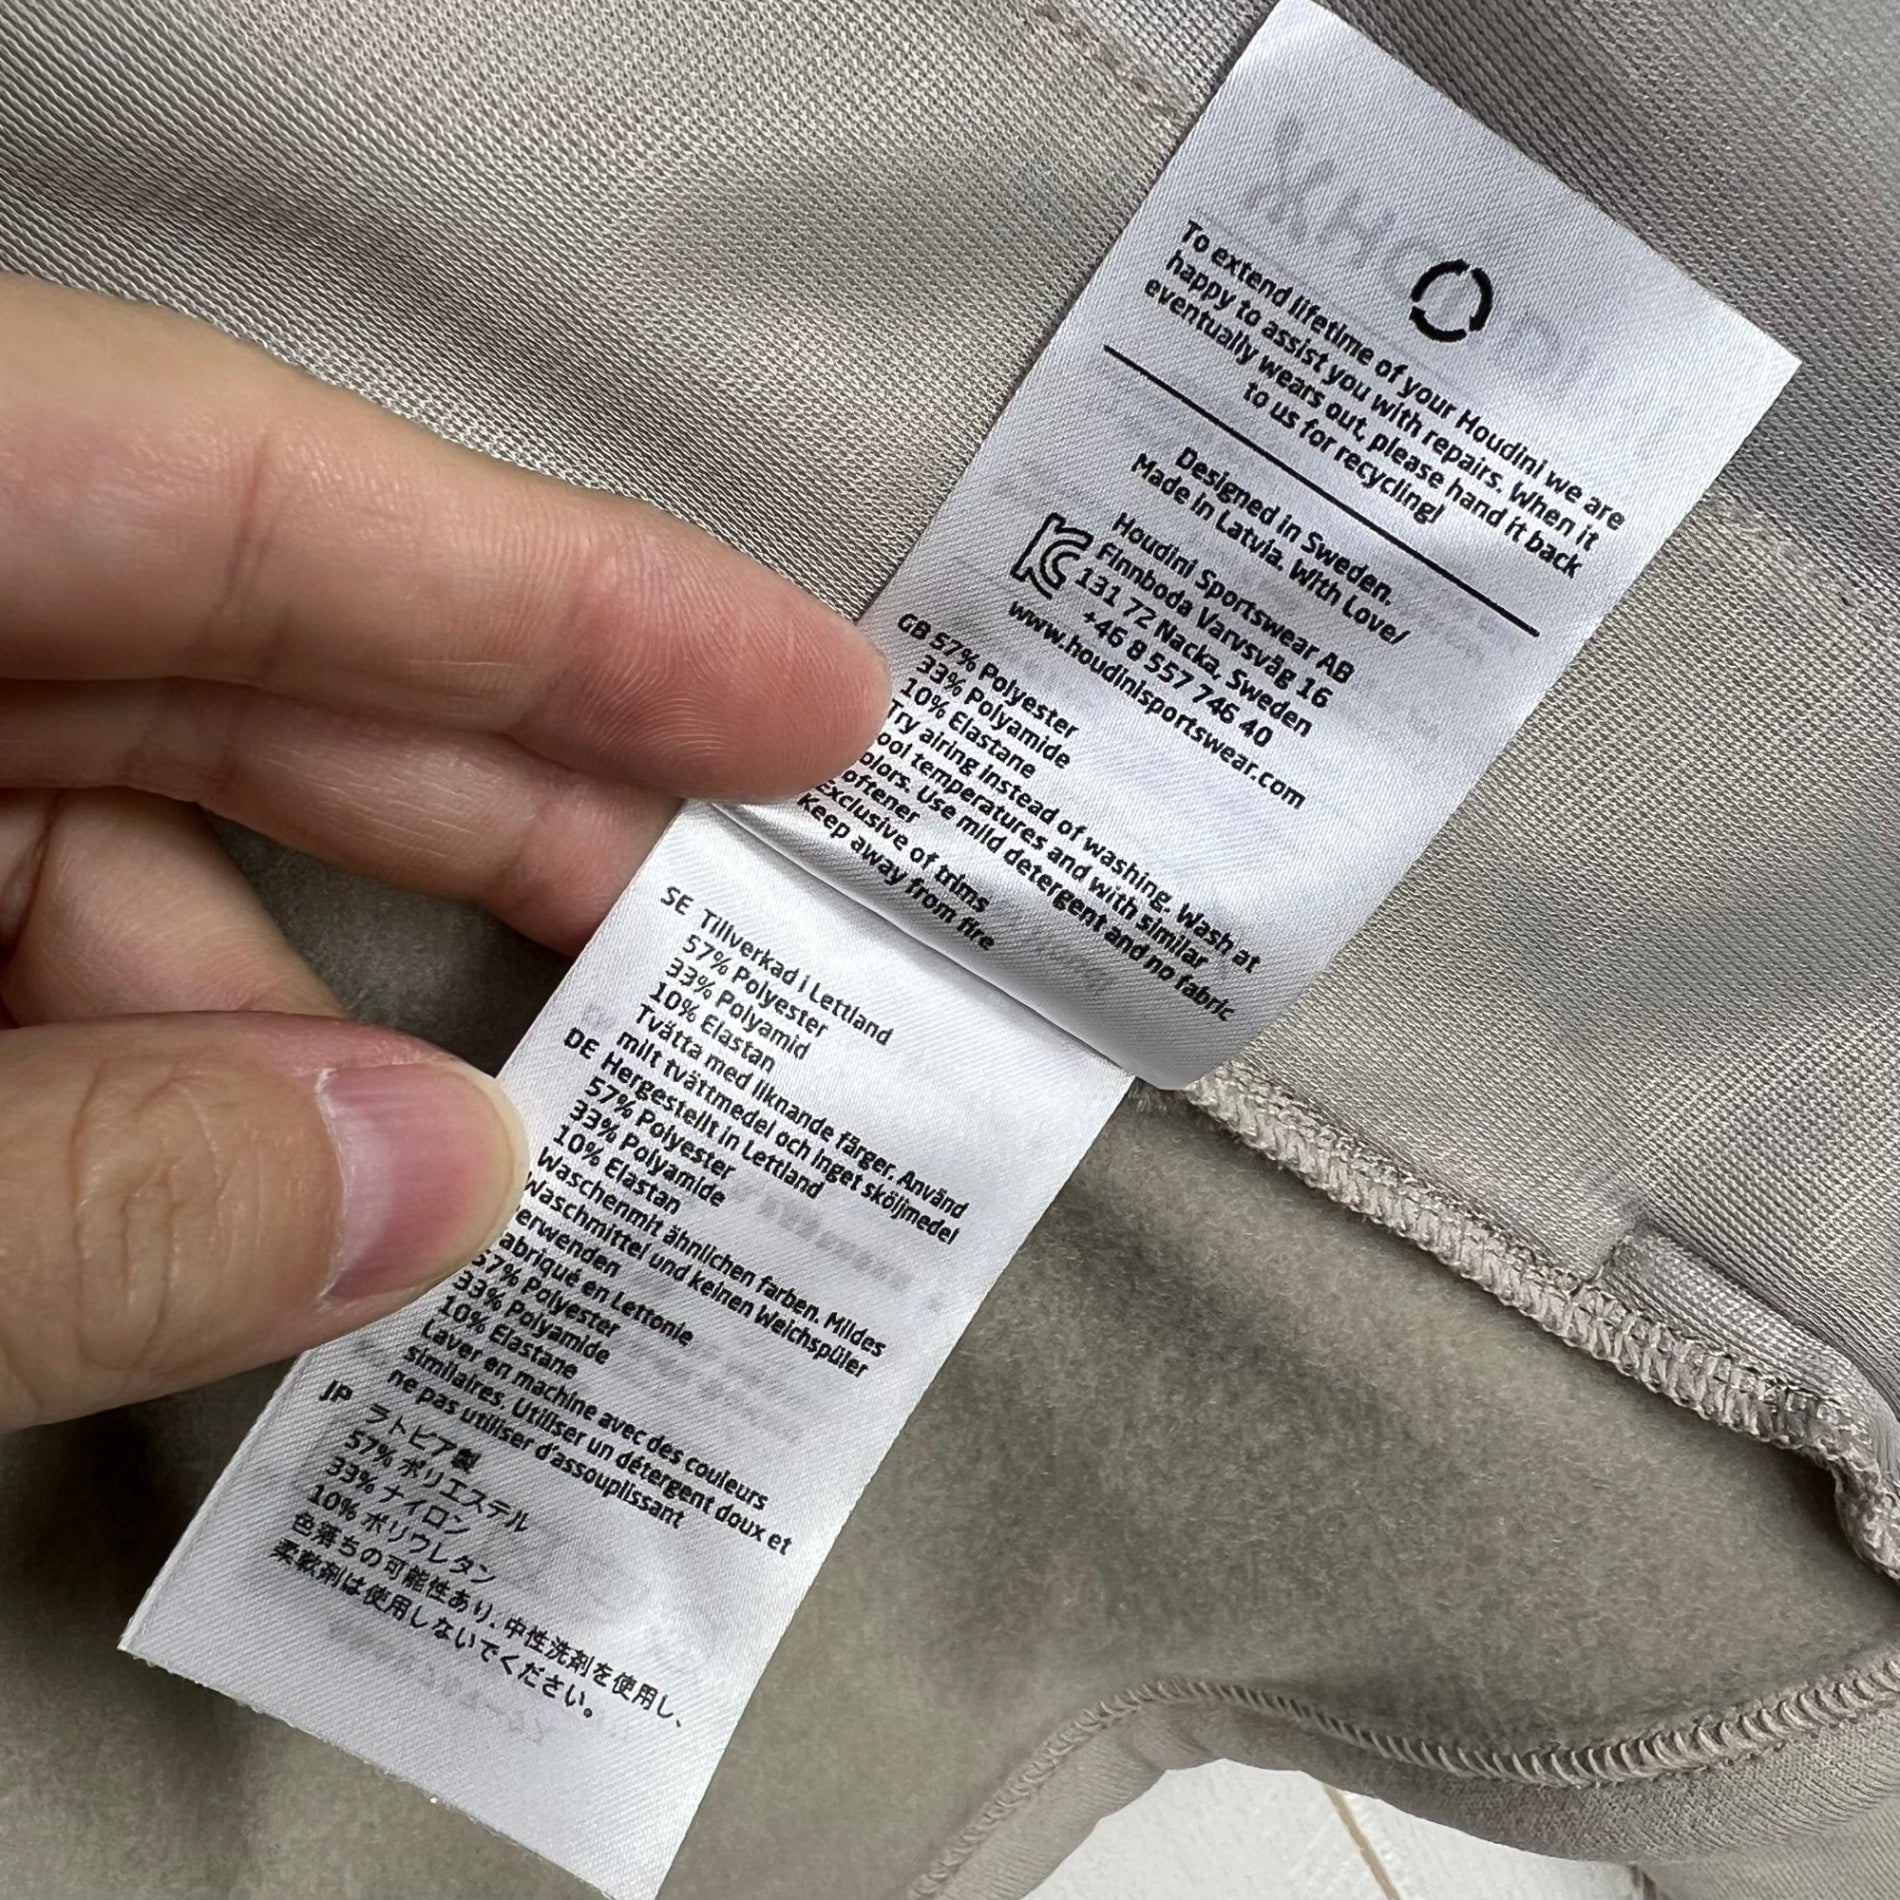 To extend lifetime of your Houdini we are
happy to assist you with repairs. When it
eventually wears out, please hand it back
to us for recycling!
Designed in Sweden.
Made in Latvia. With Love/
Houdini Sportswear AB
Finnboda Varvsväg 16
131 72 Nacka, Sweden
+46 8 557 746 40
www.houdinisportswear.com
GB 57% Polyester
33% Polyamide
10% Elastane
Try airing instead of washing. Wash at
ool temperatures and with similar
olors. Use mild detergent and no fabric
oftener
Exclusive of trims
Keep away from fire
SE Tillverkad i Lettland
57% Polyester
33% Polyamid
10% Elastan
Tvätta med liknande färger. Använd
milt tvättmedel och inget sköljmedel
DE Hergestellt in Lettland
57% Polyester
33% Polyamide
10% Elastan
Waschenmit ähnlichen farben. Mildes
Waschmittel und keinen Weichspüler
erwenden
abriqué en Lettonie
57% Polyester
33% Polyamide
10% Elastane
Laver en machine avec des couleurs
similaires, Utiliser un détergent doux et
ne pas utiliser d'assouplissant
JP ラトビア製
57% ポリエステル
33% ナイロン
10% ポリウレタン
色落ちの可能性あり、中性洗剤を使用し、
柔軟剤は使用しないでください。